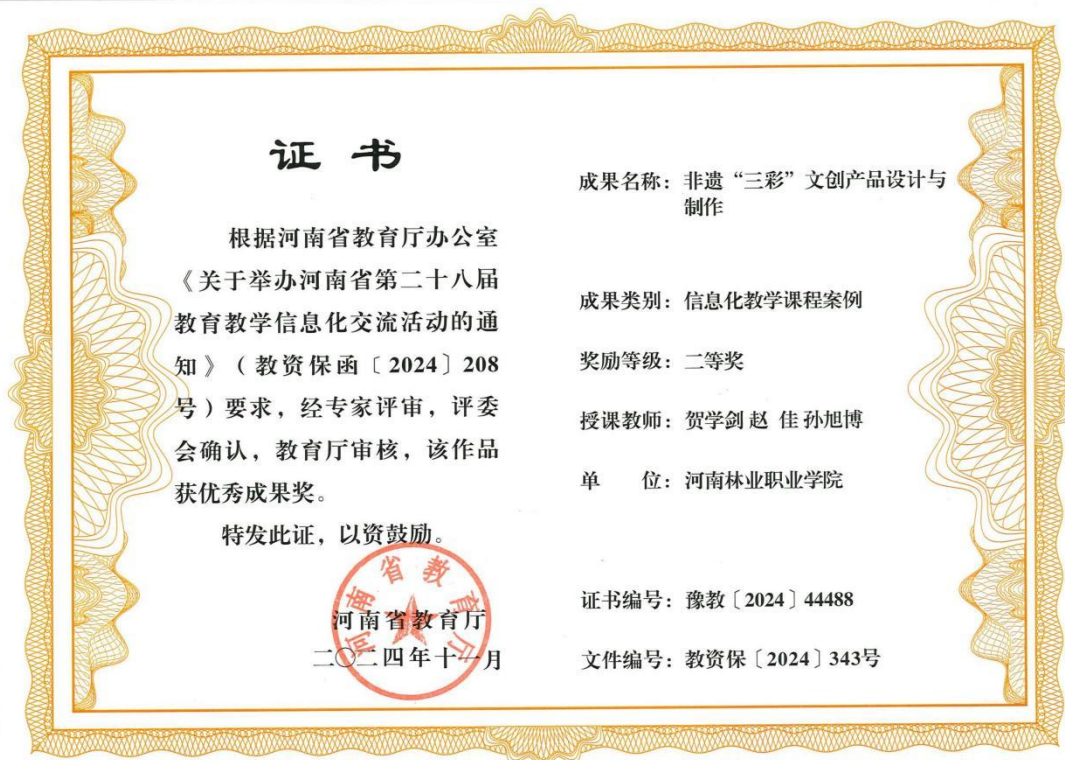 证书
根据河南省教育厅办公室
《关于举办河南省第二十八届
教育教学信息化交流活动的通
知》（教资保函〔2024〕208
号）要求，经专家评审，评委
会确认，教育厅审核，该作品
获优秀成果奖。
特发此证，以资鼓励。
河南省教育厅
河南省教育厅
二〇二四年十一月
成果名称：非遗“三彩”文创产品设计与
制作
成果类别：信息化教学课程案例
奖励等级：二等奖
授课教师：贺学剑 赵 佳 孙旭博
单 位：河南林业职业学院
证书编号：豫教〔2024〕44488
文件编号：教资保〔2024〕343号